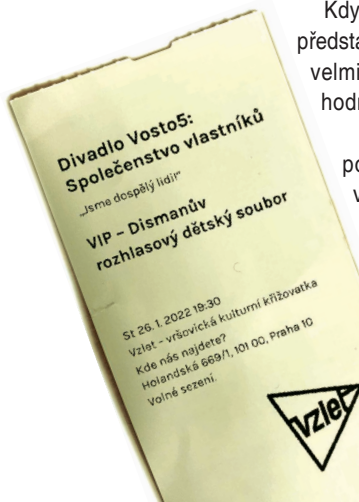 Když
předsta
velmi
hodn
po
v
Divadlo Vosto5:
Společenstvo vlastníků
„Jsme dospělý lidi!"
VIP – Dismanův
rozhlasový dětský soubor
St 26. 1. 2022 19:30
Vzlet – vršovická kulturní křižovatka
Kde nás najdete?
Holandská 669/1, 101 00, Praha 10
Volné sezení.
Vzlet